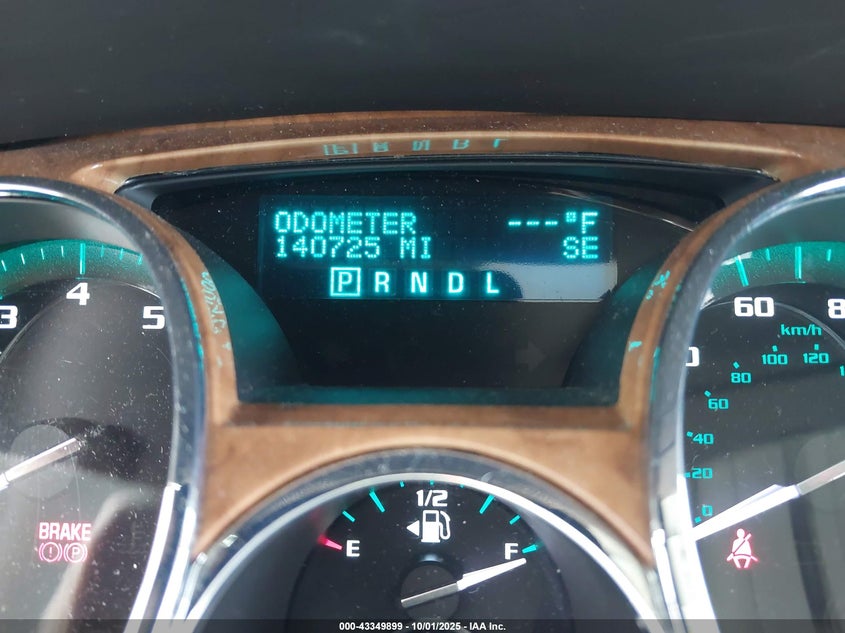 ODOMETER ---°F
140725 MI SE
P R N D L
3 4 5
60 8
km/h
20 40 60 80 100 120
0
BRAKE
P
1/2
E F
000-43349899 - 10/01/2025 - IAA Inc.